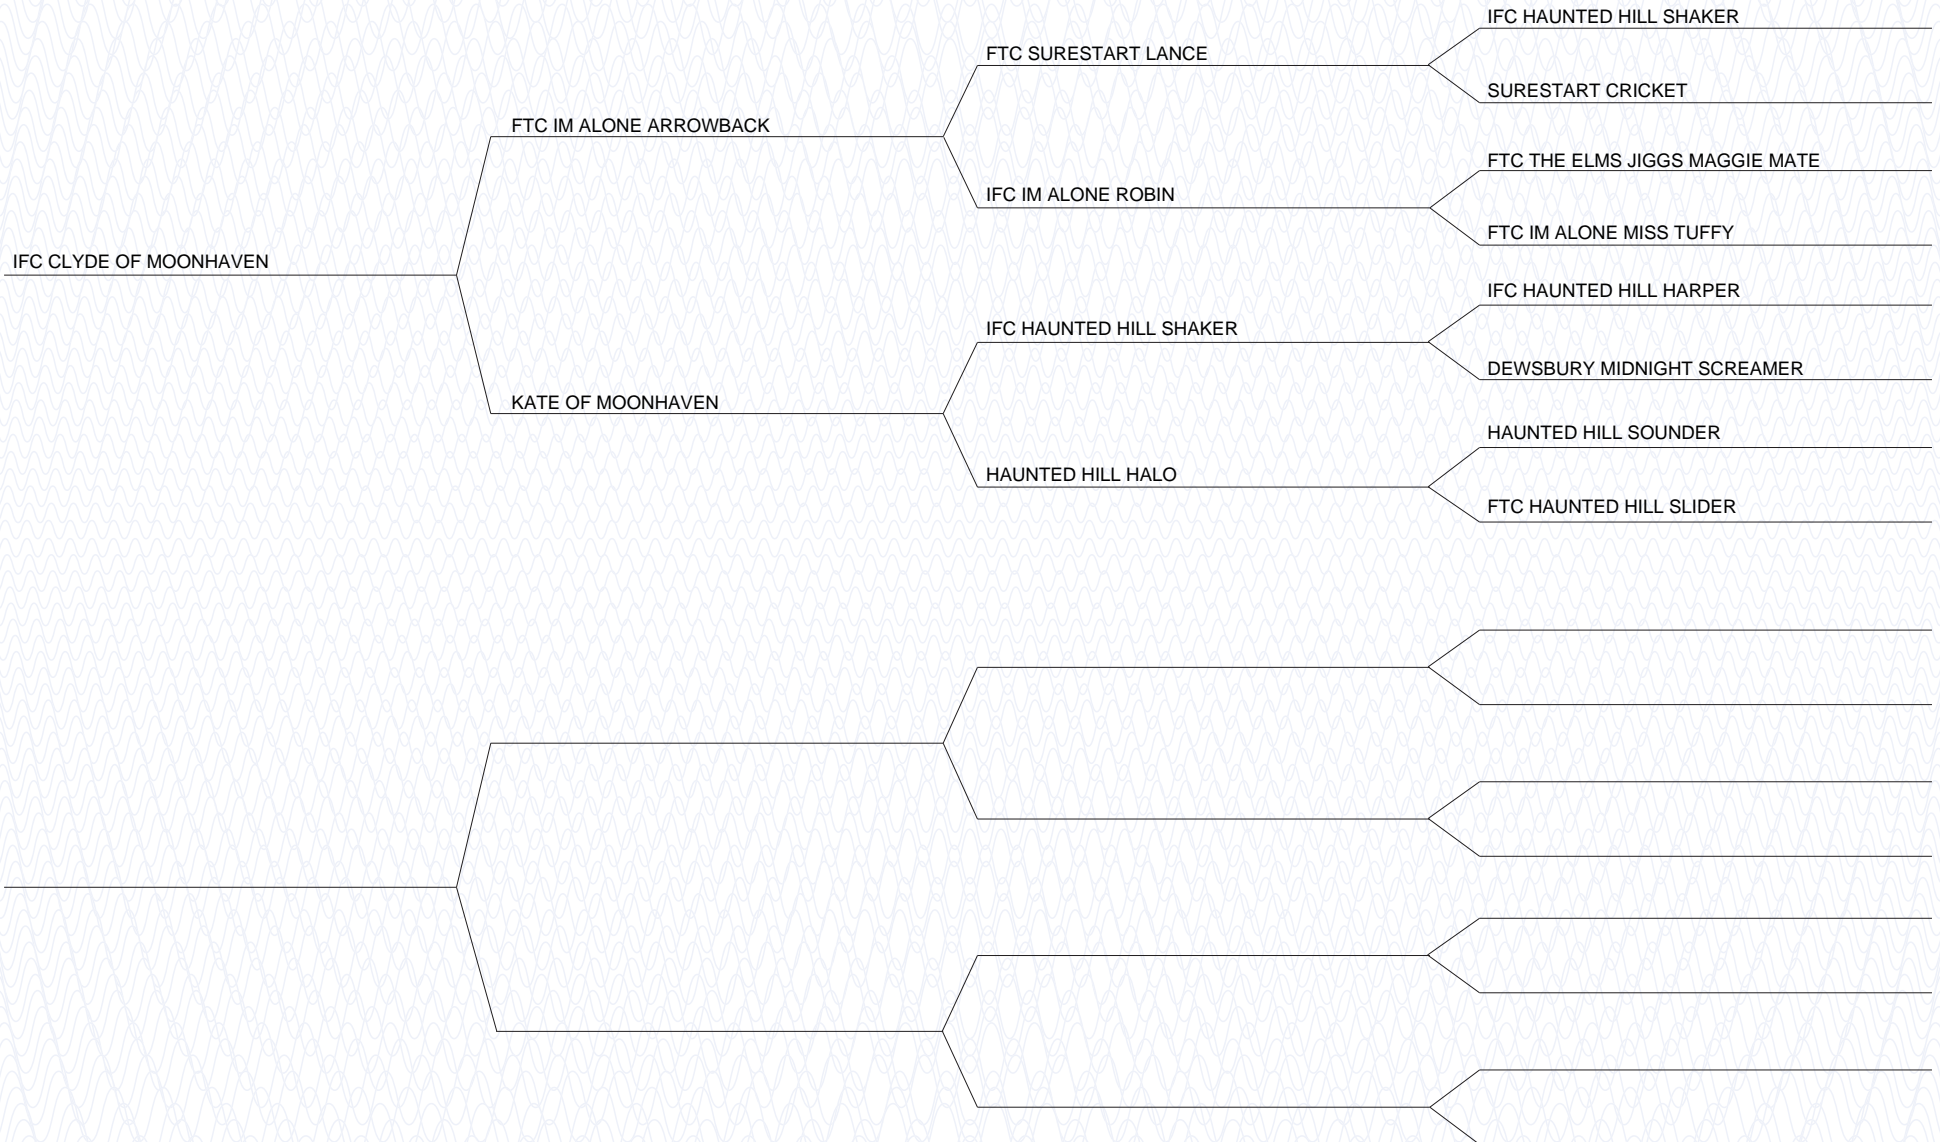 IFC HAUNTED HILL SHAKER
FTC SURESTART LANCE
SURESTART CRICKET
FTC IM ALONE ARROWBACK
FTC THE ELMS JIGGS MAGGIE MATE
IFC IM ALONE ROBIN
FTC IM ALONE MISS TUFFY
IFC CLYDE OF MOONHAVEN
IFC HAUNTED HILL HARPER
IFC HAUNTED HILL SHAKER
DEWSBURY MIDNIGHT SCREAMER
KATE OF MOONHAVEN
HAUNTED HILL SOUNDER
HAUNTED HILL HALO
FTC HAUNTED HILL SLIDER